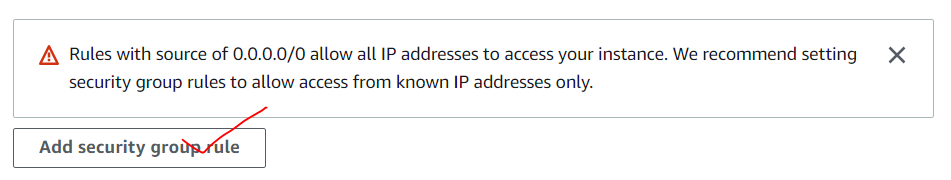 Rules with source of 0.0.0.0/0 allow all IP addresses to access your instance. We recommend setting
security group rules to allow access from known IP addresses only.
Add security group rule